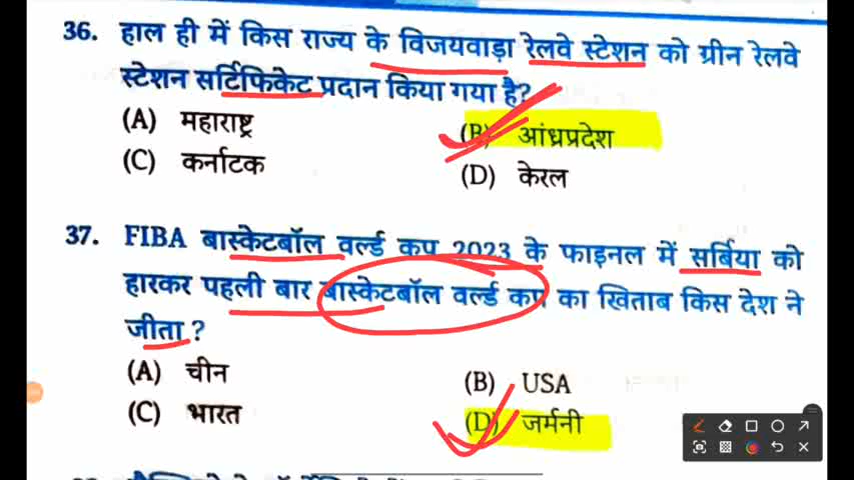 36. हाल ही में किस राज्य के विजयवाड़ा रेलवे स्टेशन को ग्रीन रेलवे
स्टेशन सर्टिफिकेट प्रदान किया गया है?
(A) महाराष्ट्र
(B) आंध्रप्रदेश
(C) कर्नाटक
(D) केरल
37. FIBA बास्केटबॉल वर्ल्ड कप 2023 के फाइनल में सर्बिया को
हारकर पहली बार बास्केटबॉल वर्ल्ड कप का खिताब किस देश ने
जीता ?
(A) चीन
(B) USA
(C) भारत
(D) जर्मनी